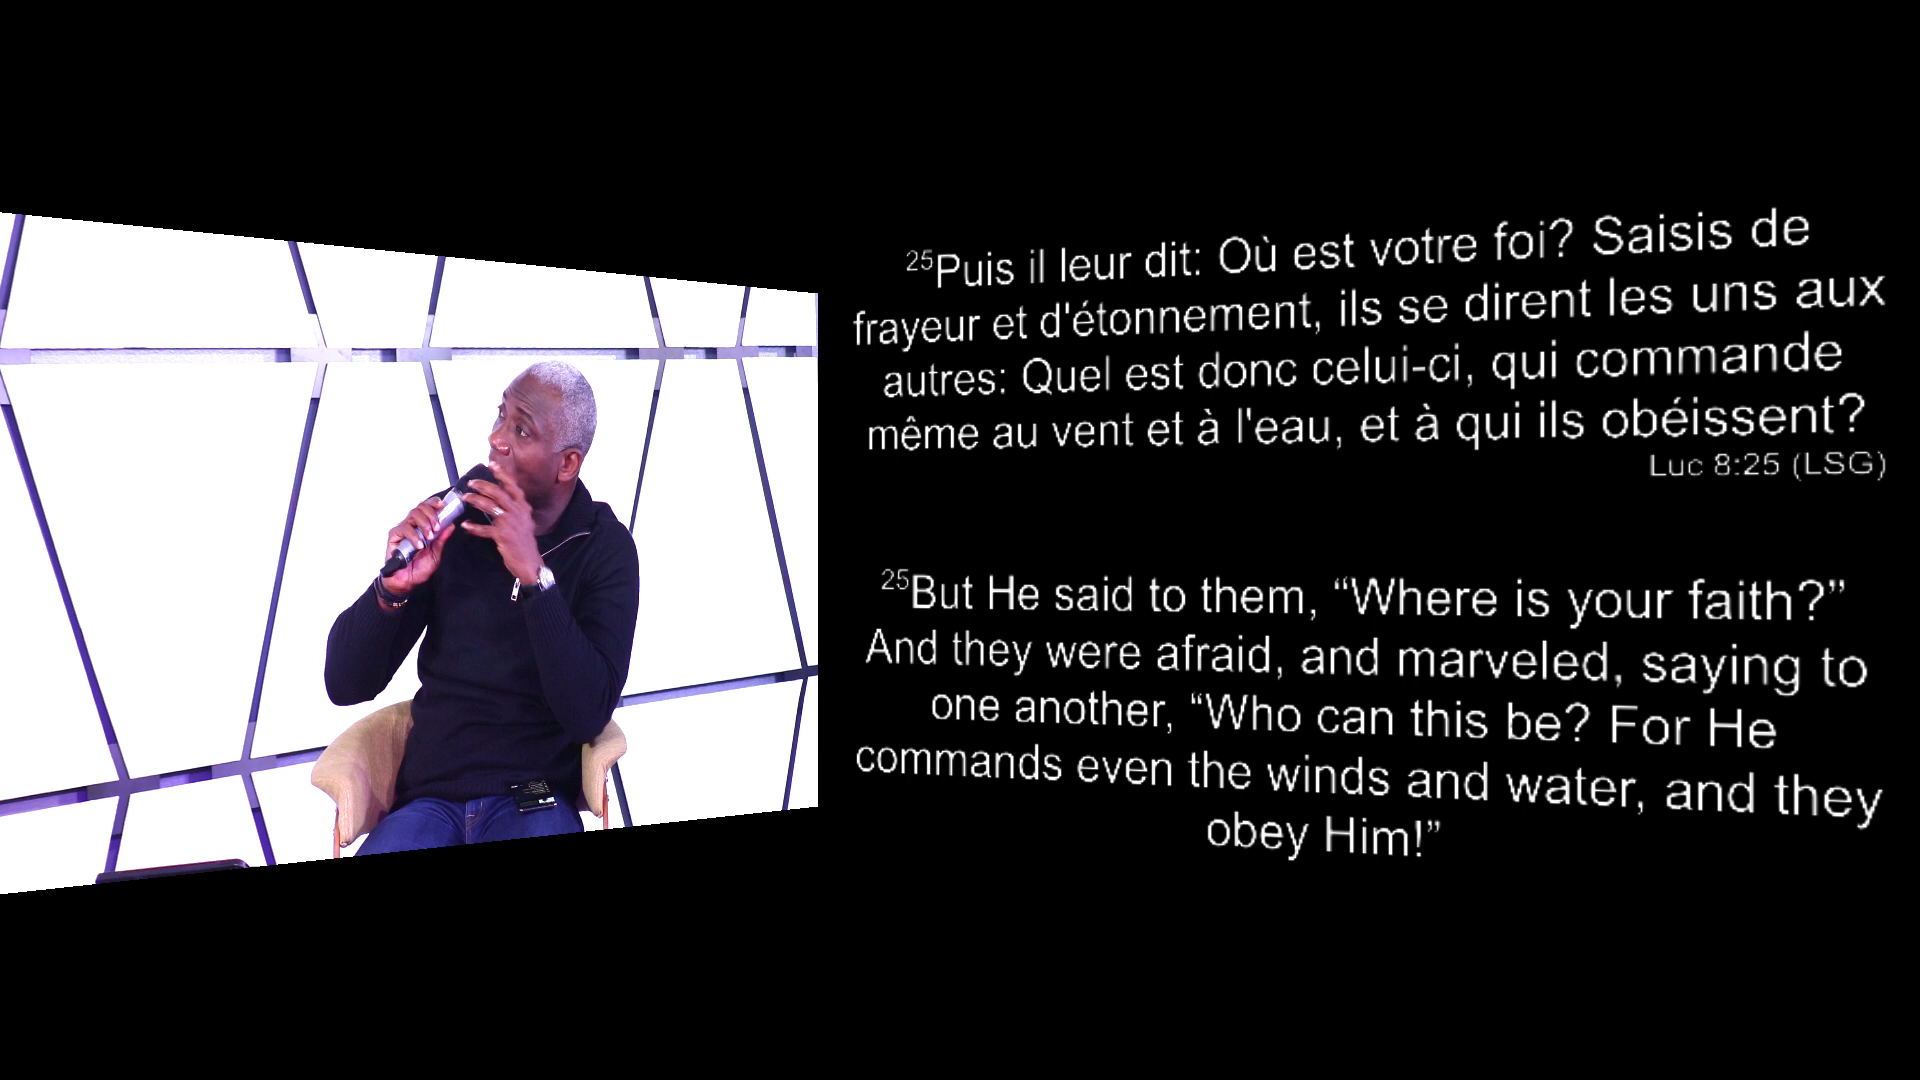 25Puis il leur dit: Où est votre foi? Saisis de
frayeur et d'étonnement, ils se dirent les uns aux
autres: Quel est donc celui-ci, qui commande
même au vent et à l'eau, et à qui ils obéissent?
Luc 8:25 (LSG)
25But He said to them, “Where is your faith?”
And they were afraid, and marveled, saying to
one another, “Who can this be? For He
commands even the winds and water, and they
obey Him!”